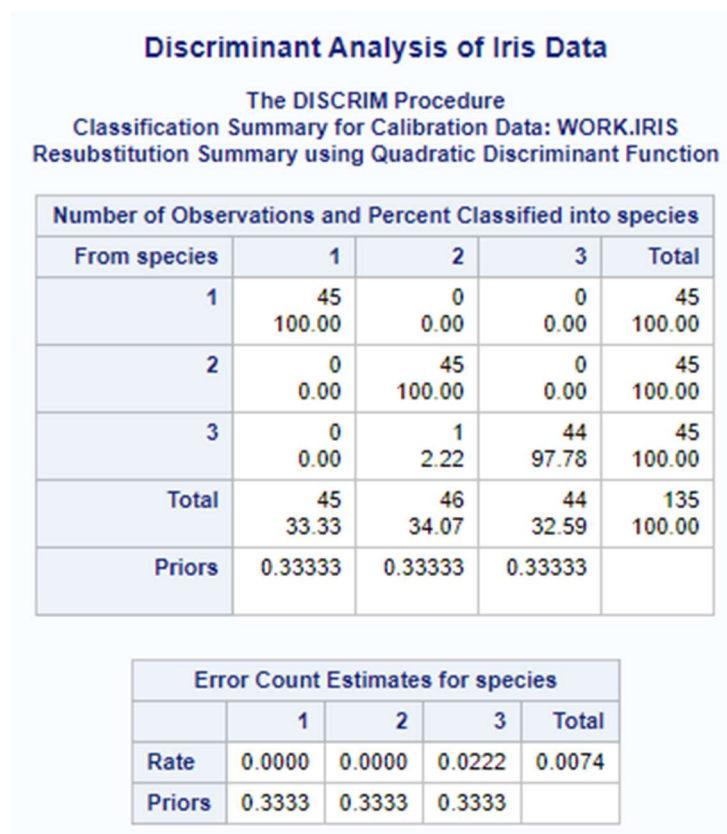 Discriminant Analysis of Iris Data
The DISCRIM Procedure
Classification Summary for Calibration Data: WORK.IRIS
Resubstitution Summary using Quadratic Discriminant Function
Number of Observations and Percent Classified into species
From species 1 2 3 Total
1 45 0 0 45
100.00 0.00 0.00 100.00
2 0 45 0 45
0.00 100.00 0.00 100.00
3 0 1 44 45
0.00 2.22 97.78 100.00
Total 45 46 44 135
33.33 34.07 32.59 100.00
Priors 0.33333 0.33333 0.33333
Error Count Estimates for species
1 2 3 Total
Rate 0.0000 0.0000 0.0222 0.0074
Priors 0.3333 0.3333 0.3333